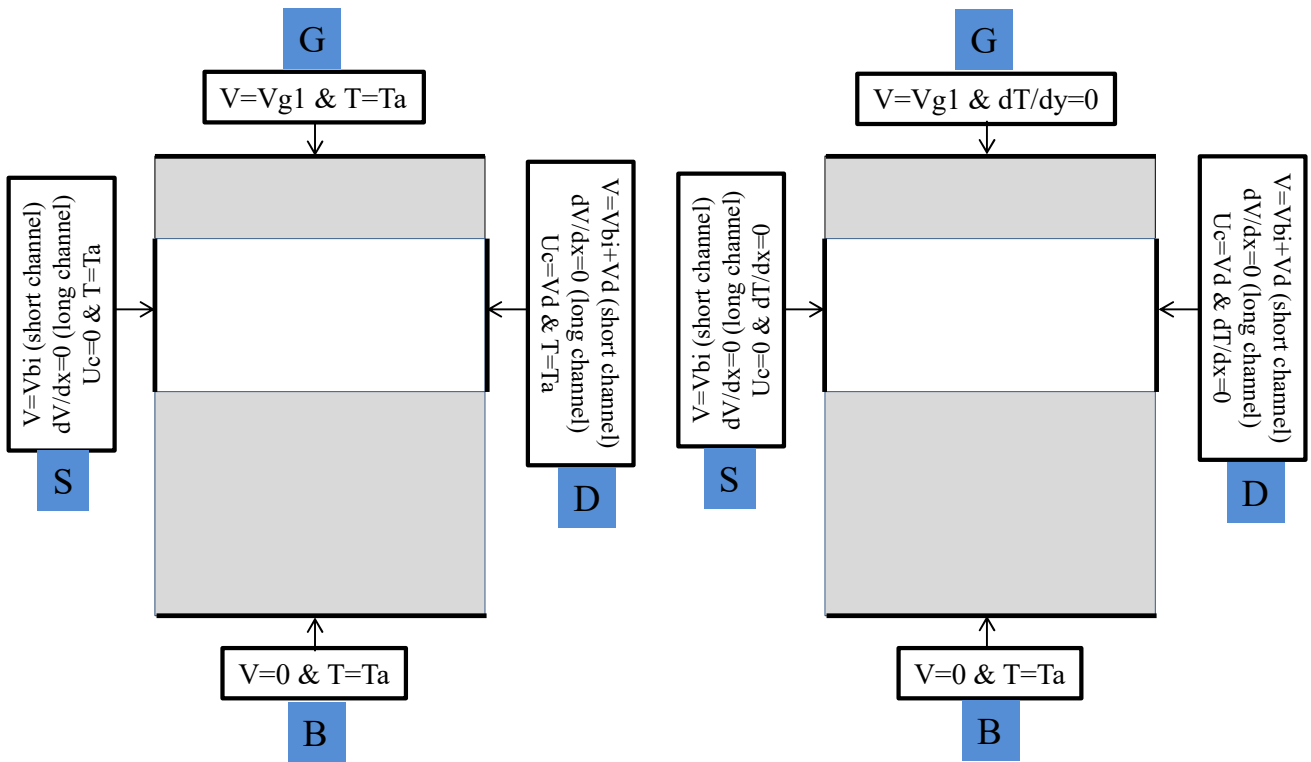 G
V=Vg1 & T=Ta
V=Vbi (short channel)
dV/dx=0 (long channel)
Uc=0 & T=Ta
S
V=Vbi+Vd (short channel)
dV/dx=0 (long channel)
Uc=Vd & T=Ta
D
V=0 & T=Ta
B
G
V=Vg1 & dT/dy=0
V=Vbi (short channel)
dV/dx=0 (long channel)
Uc=0 & dT/dx=0
S
V=Vbi+Vd (short channel)
dV/dx=0 (long channel)
Uc=Vd & dT/dx=0
D
V=0 & T=Ta
B